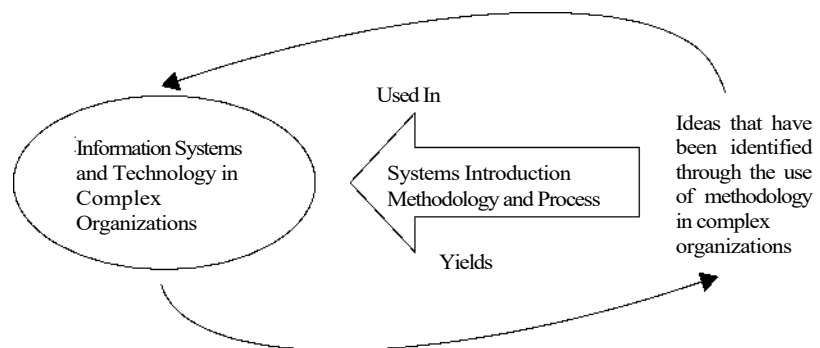 Used In
Information Systems
and Technology in
Complex
Organizations
Systems Introduction
Methodology and Process
Ideas that have
been identified
through the use
of methodology
in complex
organizations
Yields